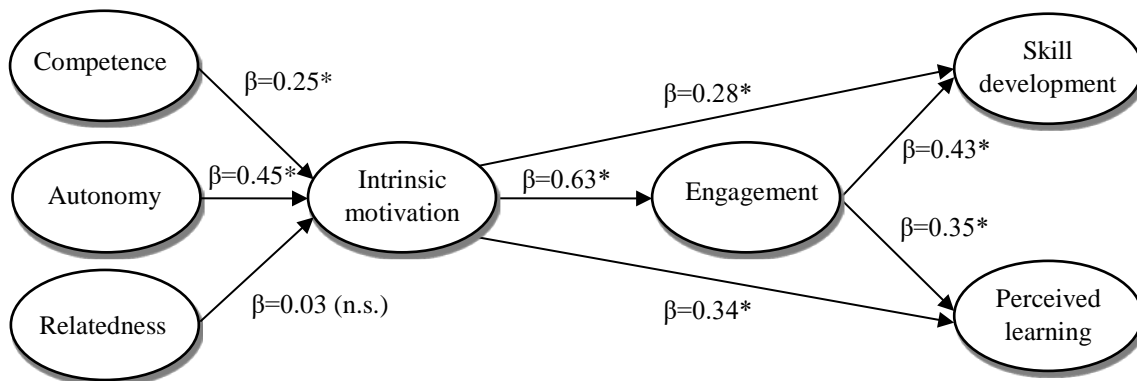 Competence
β=0.25*
Autonomy
β=0.45*
Relatedness
β=0.03 (n.s.)
Intrinsic
motivation
β=0.28*
β=0.63*
β=0.34*
Engagement
β=0.43*
β=0.35*
Skill
development
Perceived
learning